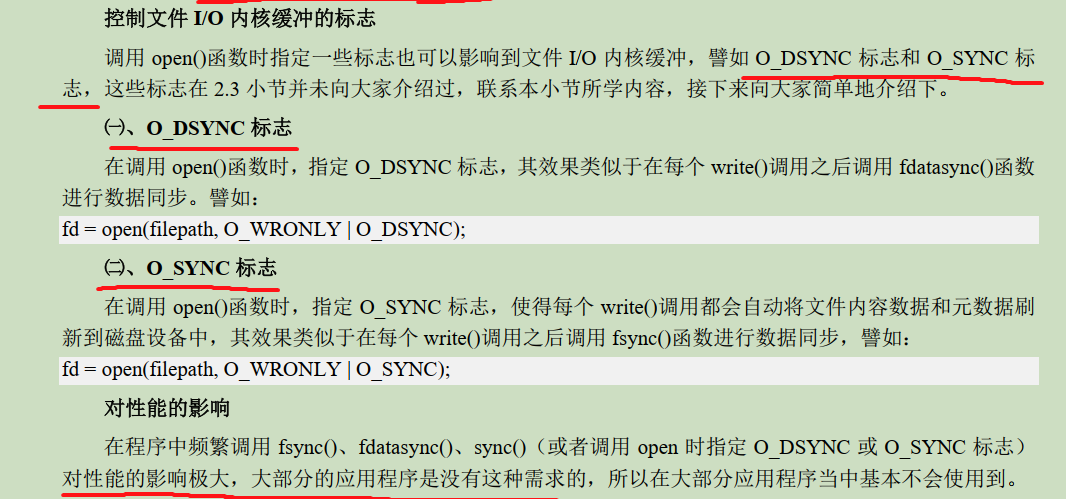 控制文件 I/O 内核缓冲的标志
调用 open()函数时指定一些标志也可以影响到文件 I/O 内核缓冲，譬如 O_DSYNC 标志和 O_SYNC 标
志，这些标志在 2.3 小节并未向大家介绍过，联系本小节所学内容，接下来向大家简单地介绍下。
㈠、O_DSYNC 标志
在调用 open()函数时，指定 O_DSYNC 标志，其效果类似于在每个 write()调用之后调用 fdatasync()函数
进行数据同步。譬如：
fd = open(filepath, O_WRONLY | O_DSYNC);
㈡、O_SYNC 标志
在调用 open()函数时，指定 O_SYNC 标志，使得每个 write()调用都会自动将文件内容数据和元数据刷
新到磁盘设备中，其效果类似于在每个 write()调用之后调用 fsync()函数进行数据同步，譬如：
fd = open(filepath, O_WRONLY | O_SYNC);
对性能的影响
在程序中频繁调用 fsync()、fdatasync()、sync()（或者调用 open 时指定 O_DSYNC 或 O_SYNC 标志）
对性能的影响极大，大部分的应用程序是没有这种需求的，所以在大部分应用程序当中基本不会使用到。